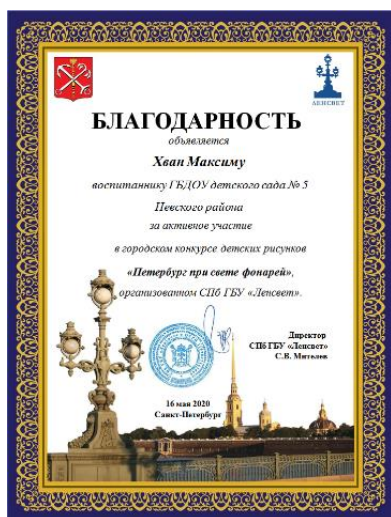 ЛЕНСВЕТ
БЛАГОДАРНОСТЬ
объявляется
Хван Максиму
воспитаннику ГБДОУ детского сада № 5
Невского района
за активное участие
в городском конкурсе детских рисунков
«Петербург при свете фонарей»,
организованном СПб ГБУ «Ленсвет».
Директор
СПб ГБУ «Ленсвет»
С.В. Мителев
16 мая 2020
Санкт-Петербург